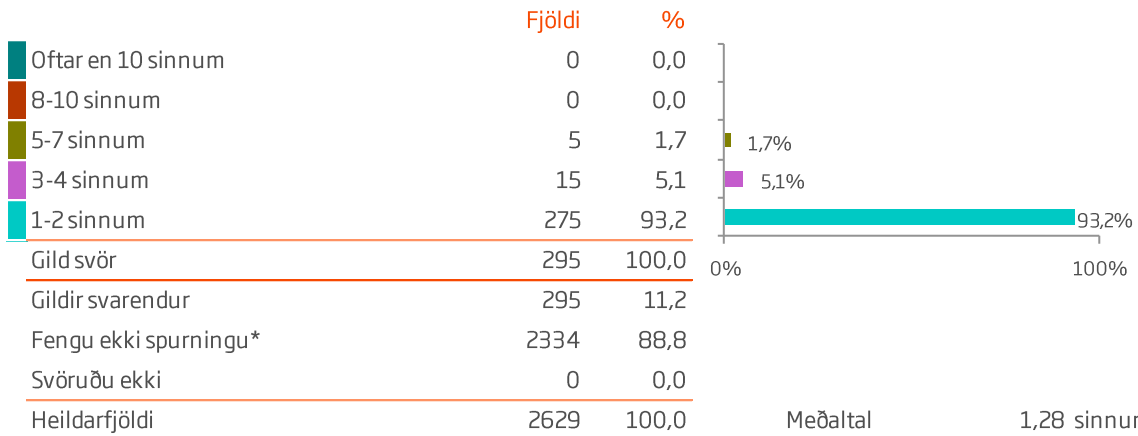 Fjöldi %
Oftar en 10 sinnum 0 0,0
8-10 sinnum 0 0,0
5-7 sinnum 5 1,7 1,7%
3-4 sinnum 15 5,1 5,1%
1-2 sinnum 275 93,2 93,2%
Gild svör 295 100,0 0% 100%
Gildir svarendur 295 11,2
Fengu ekki spurningu* 2334 88,8
Svöruðu ekki 0 0,0
Heildarfjöldi 2629 100,0 Meðaltal 1,28 sinnur